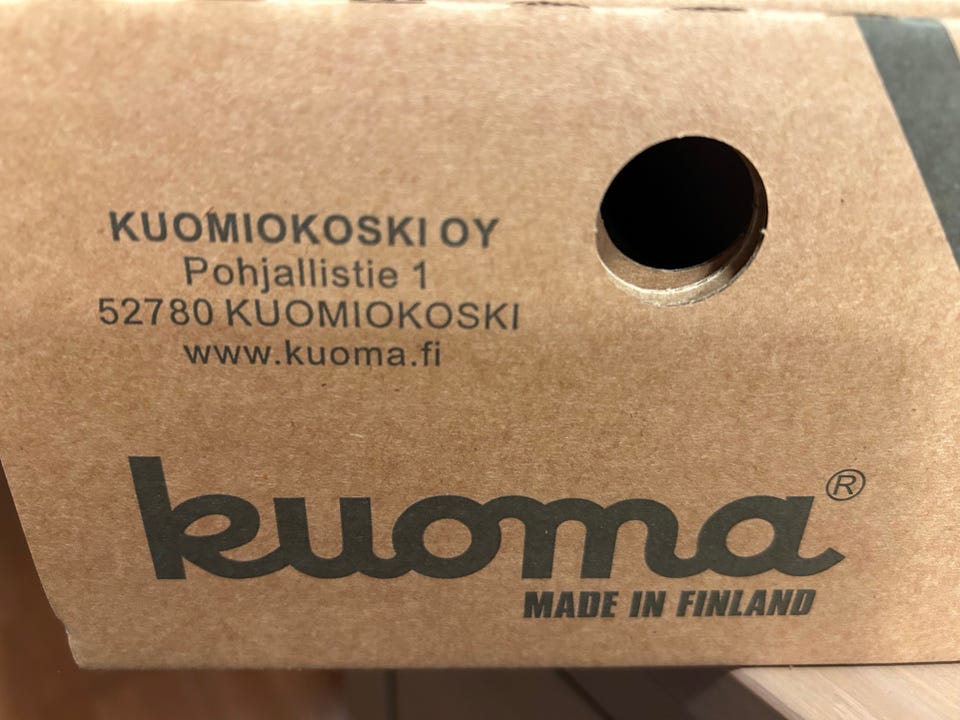 KUOMIOKOSKI OY
Pohjallistie 1
52780 KUOMIOKOSKI
www.kuoma.fi
kuoma®
MADE IN FINLAND